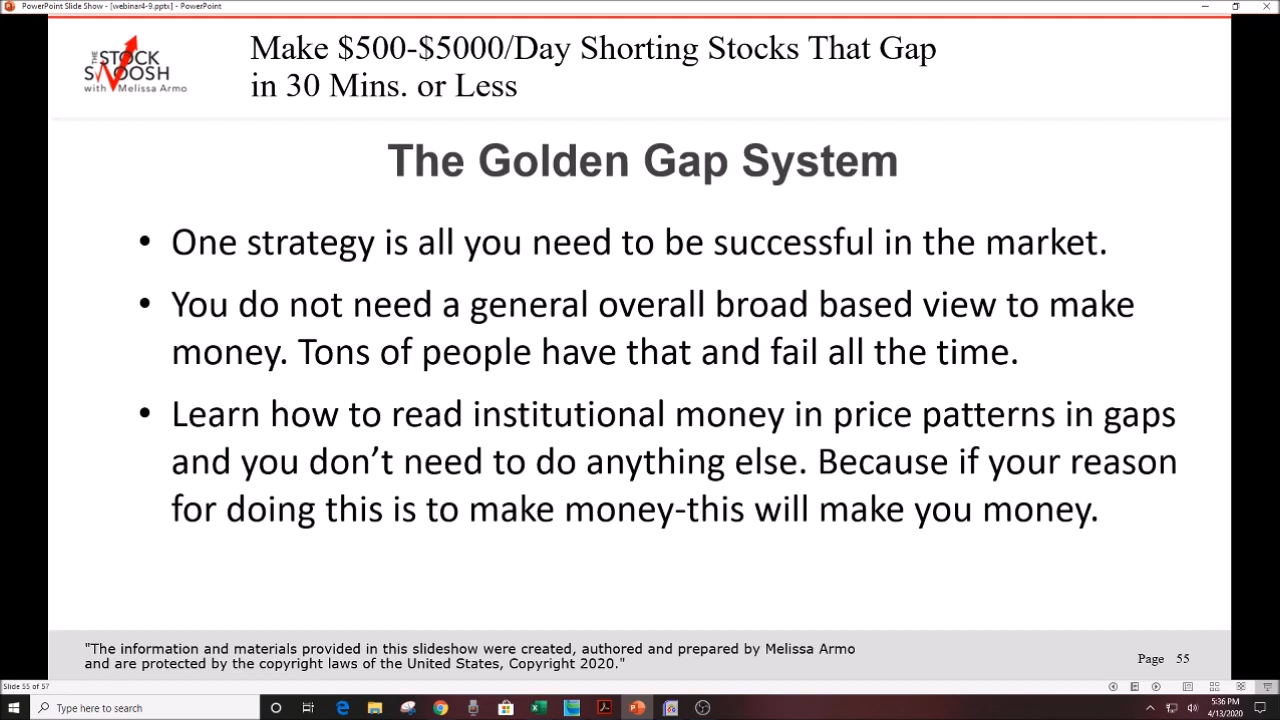 PowerPoint Slide Show - [webinar4-9.pptx] - PowerPoint
THE
STOCK
SWOOSH
with Melissa Armo
Make $500-$5000/Day Shorting Stocks That Gap
in 30 Mins. or Less
The Golden Gap System
• One strategy is all you need to be successful in the market.
• You do not need a general overall broad based view to make
money. Tons of people have that and fail all the time.
• Learn how to read institutional money in price patterns in gaps
and you don’t need to do anything else. Because if your reason
for doing this is to make money-this will make you money.
"The information and materials provided in this slideshow were created, authored and prepared by Melissa Armo
and are protected by the copyright laws of the United States, Copyright 2020."
Page 55
Slide 55 of 57
Type here to search
5:36 PM
4/13/2020